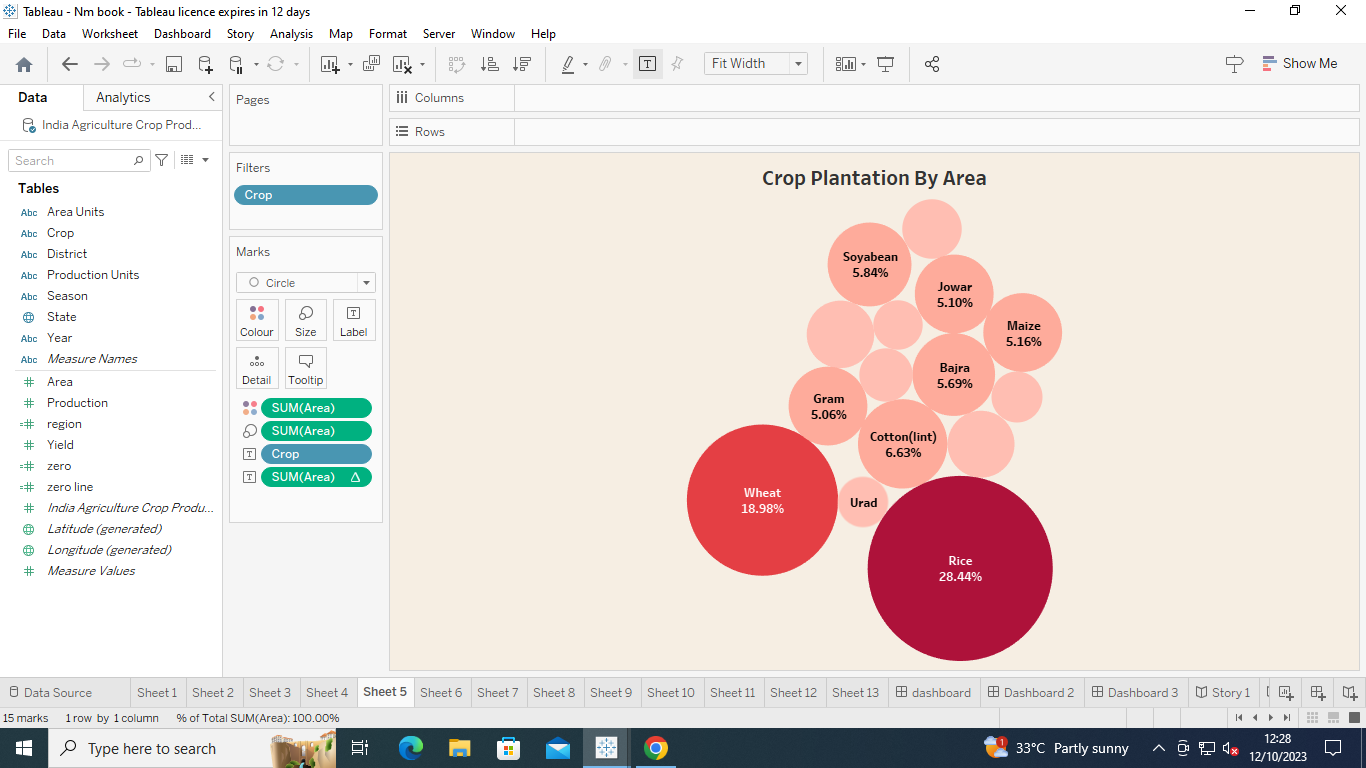 Tableau - Nm book - Tableau licence expires in 12 days
File Data Worksheet Dashboard Story Analysis Map Format Server Window Help
Fit Width
Show Me
Data Analytics
India Agriculture Crop Prod...
Search
Tables
Abc Area Units
Abc Crop
Abc District
Abc Production Units
Abc Season
State
Abc Year
Abc Measure Names
Area
Production
region
Yield
zero
zero line
India Agriculture Crop Produ...
Latitude (generated)
Longitude (generated)
Measure Values
Pages
Filters
Crop
Marks
Circle
Colour Size Label
Detail Tooltip
SUM(Area)
SUM(Area)
Crop
SUM(Area)
Columns
Rows
Crop Plantation By Area
Soyabean
5.84%
Jowar
5.10%
Maize
5.16%
Bajra
5.69%
Gram
5.06%
Cotton(lint)
6.63%
Wheat
18.98%
Urad
Rice
28.44%
Data Source Sheet 1 Sheet 2 Sheet 3 Sheet 4 Sheet 5 Sheet 6 Sheet 7 Sheet 8 Sheet 9 Sheet 10 Sheet 11 Sheet 12 Sheet 13 dashboard Dashboard 2 Dashboard 3 Story 1
15 marks 1 row by 1 column % of Total SUM(Area): 100.00%
Type here to search
1
33°C Partly sunny
12:28
12/10/2023